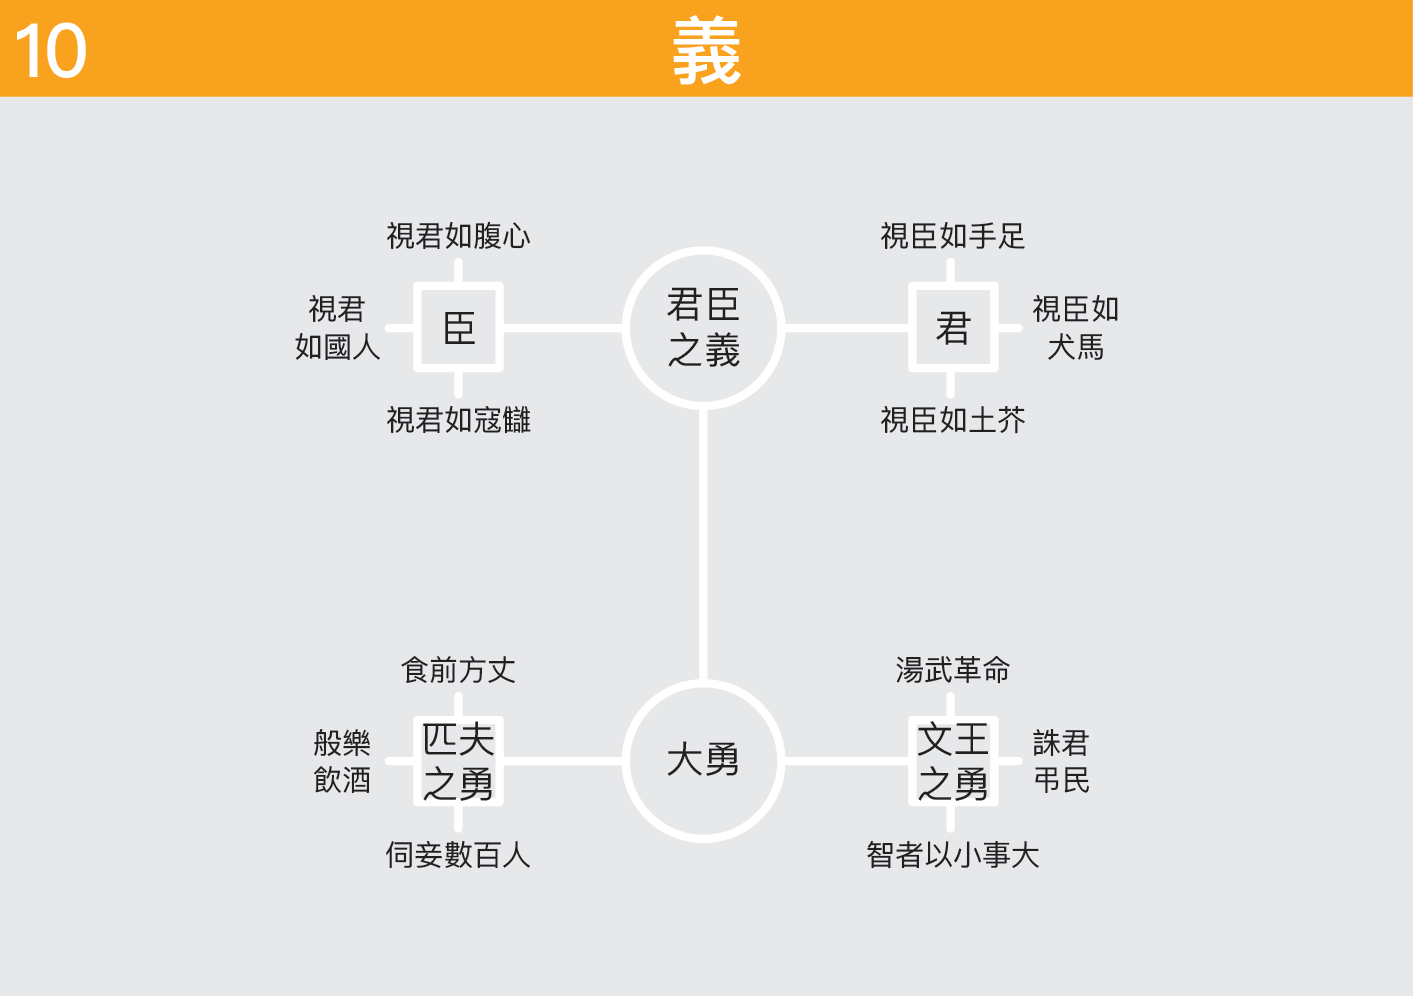 10
義
視君如腹心
視君
如國人
臣
視君如寇讎
君臣
之義
視臣如手足
君
視臣如
犬馬
視臣如土芥
食前方丈
般樂
飲酒
匹夫
之勇
伺妾數百人
大勇
湯武革命
文王
之勇
誅君
弔民
智者以小事大